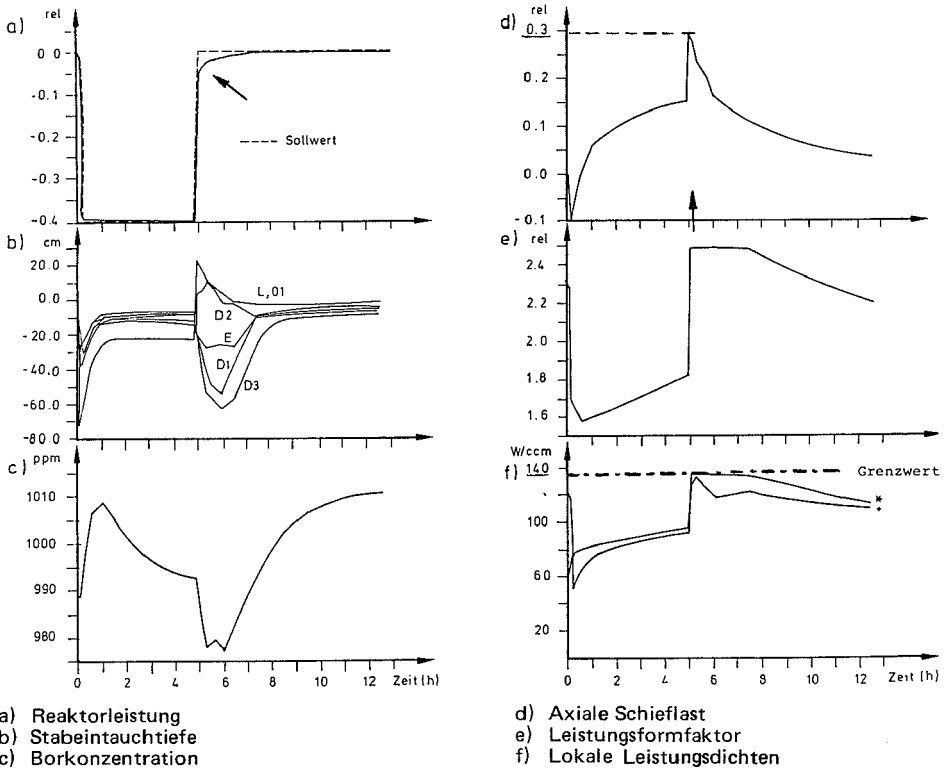 a)
rel
0.0
-0.1
-0.2
-0.3
-0.4
Sollwert
b)
cm
20.0
0.0
-20.0
-40.0
-60.0
-80.0
L,01
D2
E
D1
D3
c)
ppm
1010
1000
990
980
0 2 4 6 8 10 12 Zeit (h)
a) Reaktorleistung
b) Stabeintauchtiefe
c) Borkonzentration
d)
rel
0.3
0.2
0.1
0.0
-0.1
e)
rel
2.4
2.2
2.0
1.8
1.6
f)
W/ccm
140
100
60
20
Grenzwert
*
+
0 2 4 6 8 10 12 Zeit (h)
d) Axiale Schieflast
e) Leistungsformfaktor
f) Lokale Leistungsdichten